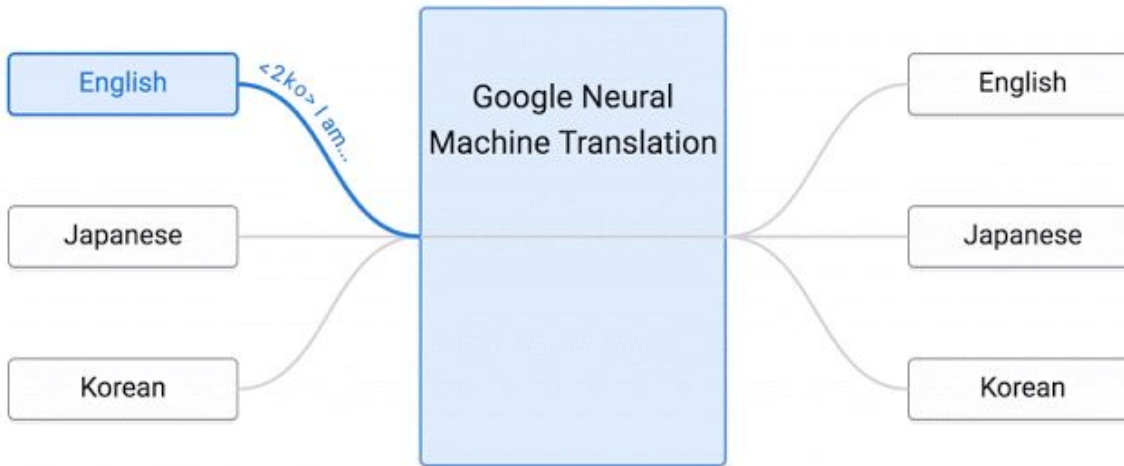 English
<2ko> I am...
Japanese
Korean
Google Neural
Machine Translation
English
Japanese
Korean